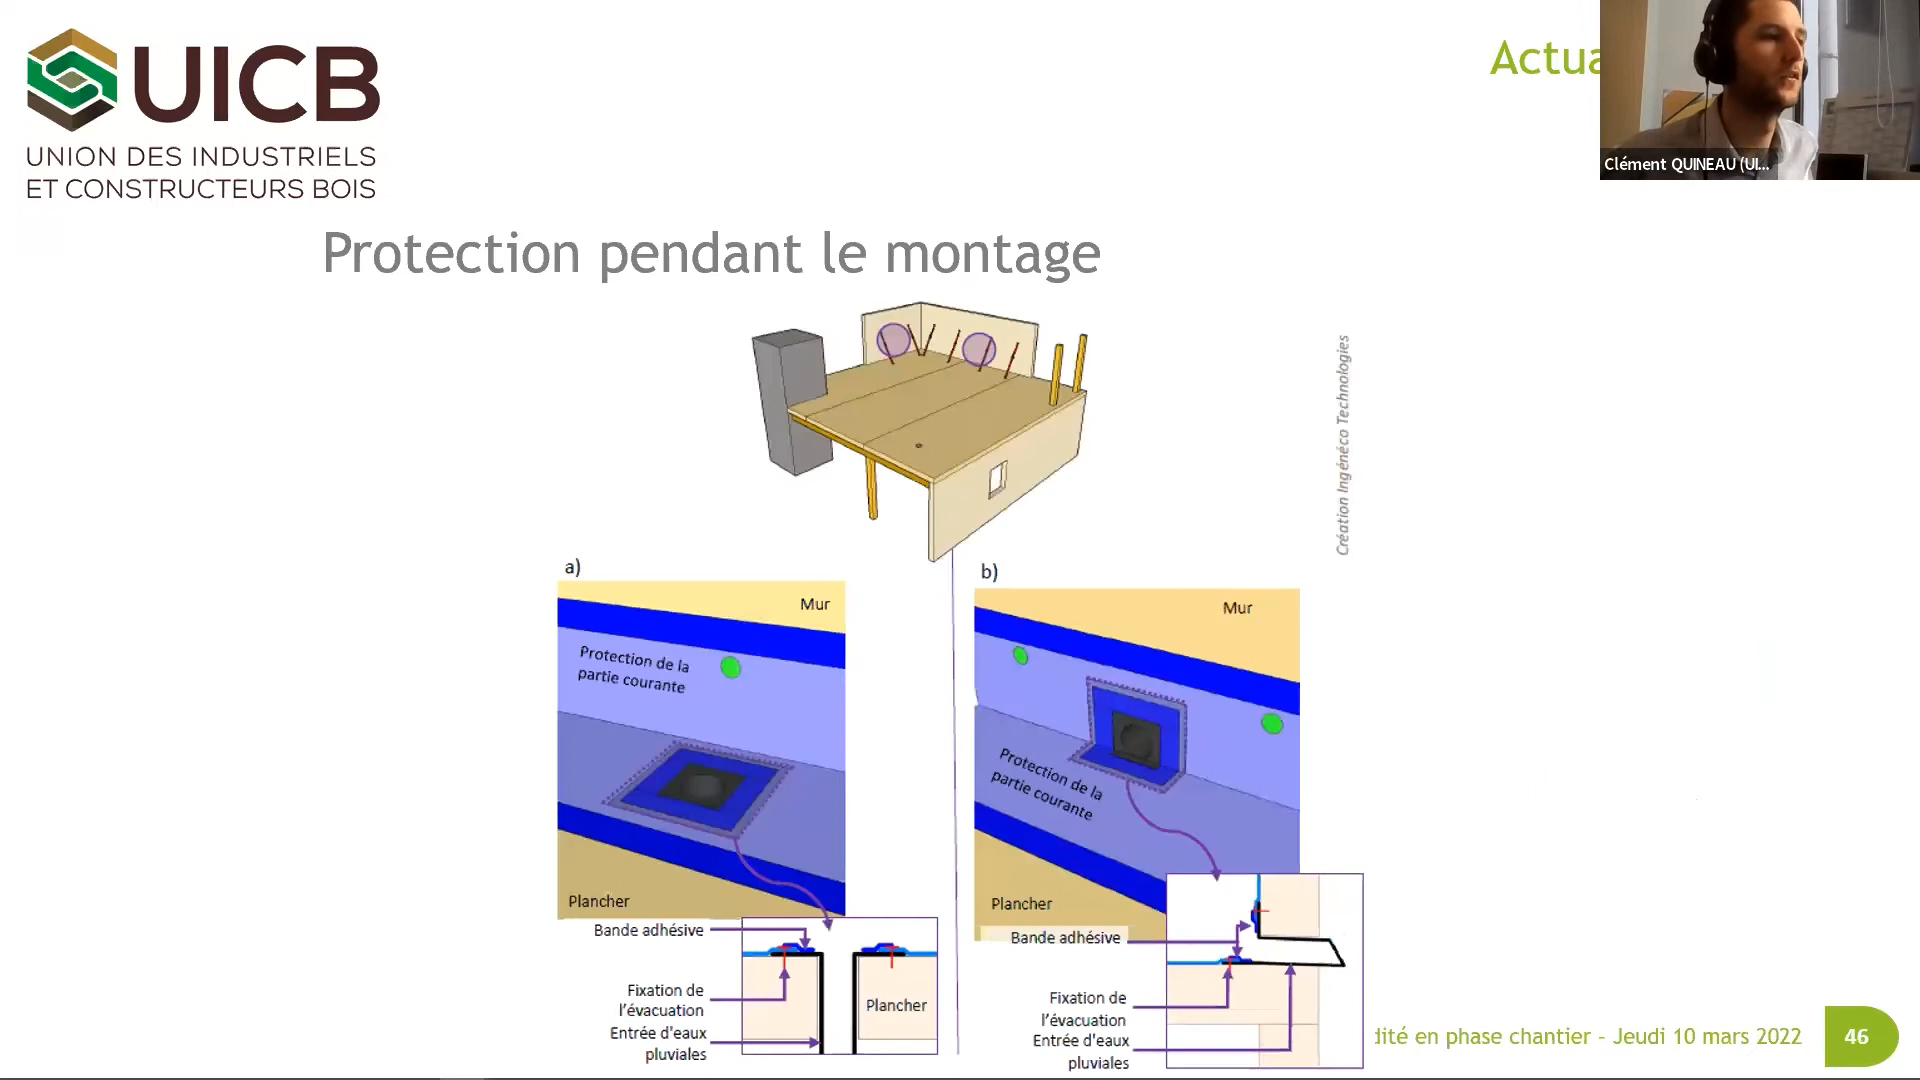 UICB
UNION DES INDUSTRIELS
ET CONSTRUCTEURS BOIS
Actua
Clément QUINEAU (UI...
Protection pendant le montage
Création Ingénéco Technologies
a)
Mur
Protection de la
partie courante
Plancher
Bande adhésive
Fixation de
l'évacuation
Entrée d'eaux
pluviales
Plancher
b)
Mur
Protection de la
partie courante
Plancher
Bande adhésive
Fixation de
l'évacuation
Entrée d'eaux
pluviales
dité en phase chantier - Jeudi 10 mars 2022
46